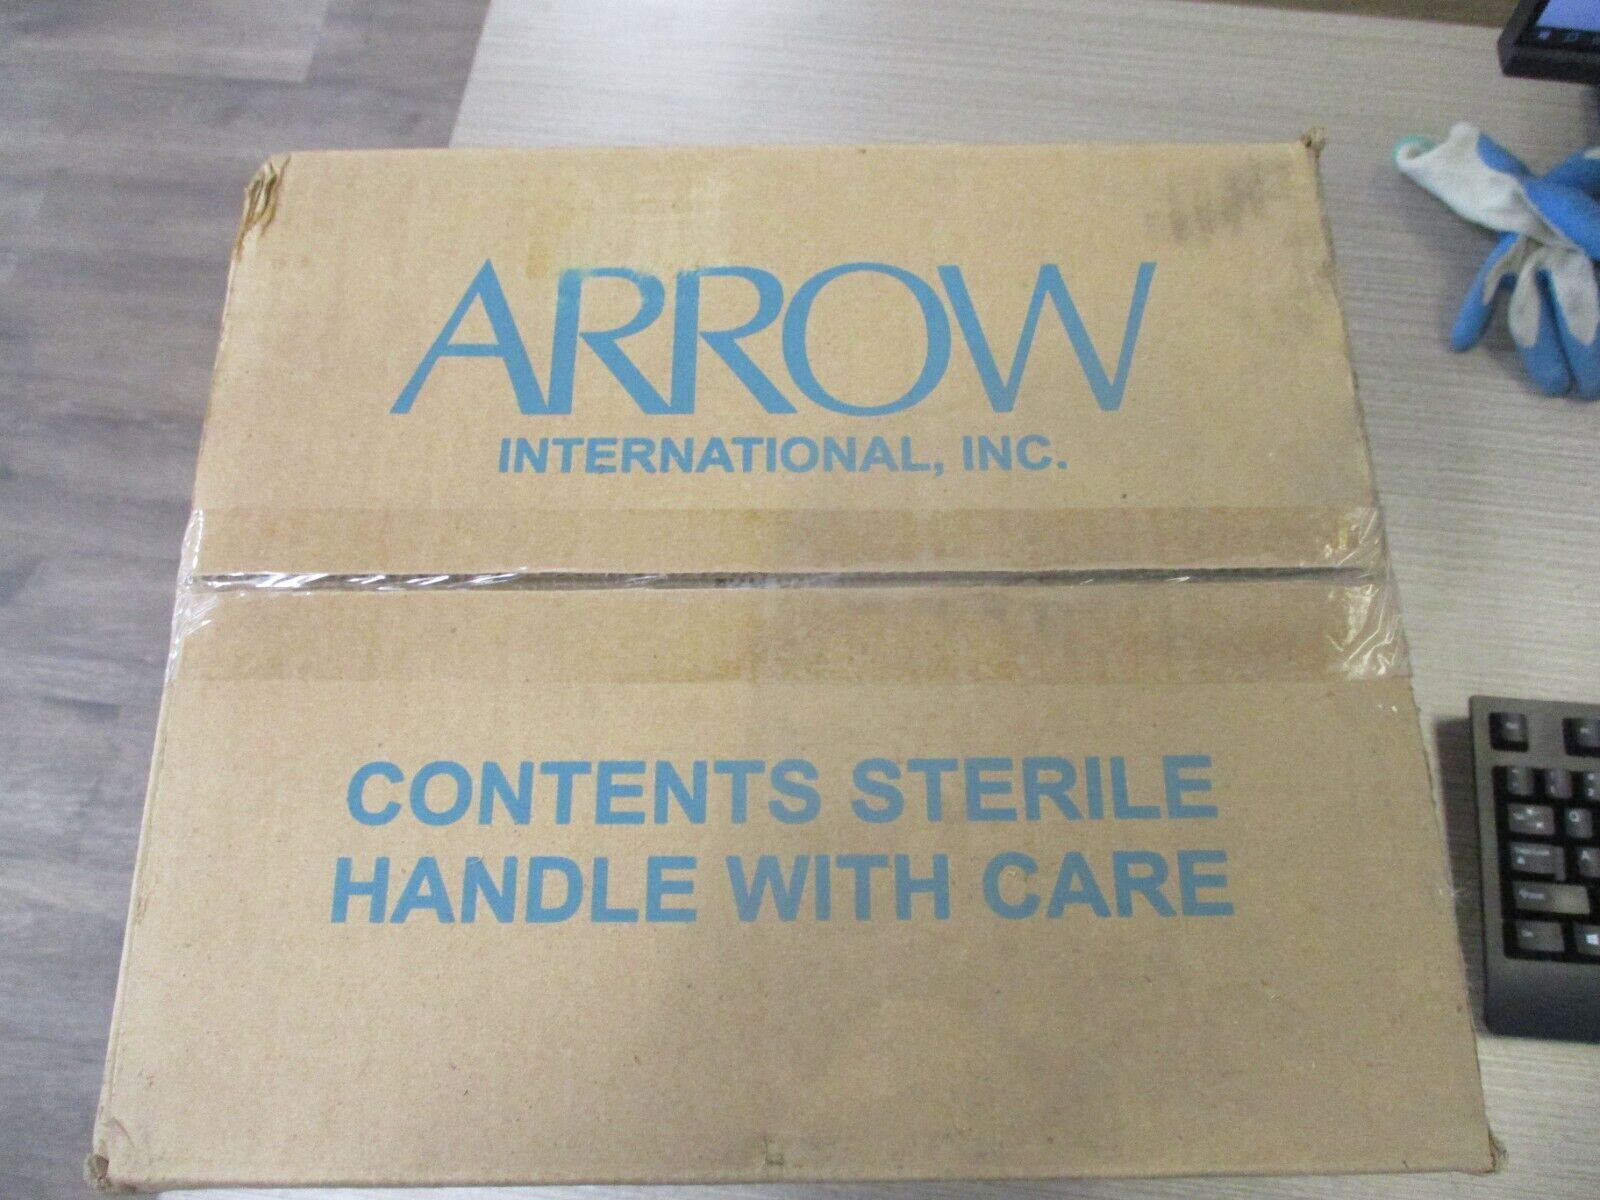 ARROW
INTERNATIONAL, INC.
CONTENTS STERILE
HANDLE WITH CARE